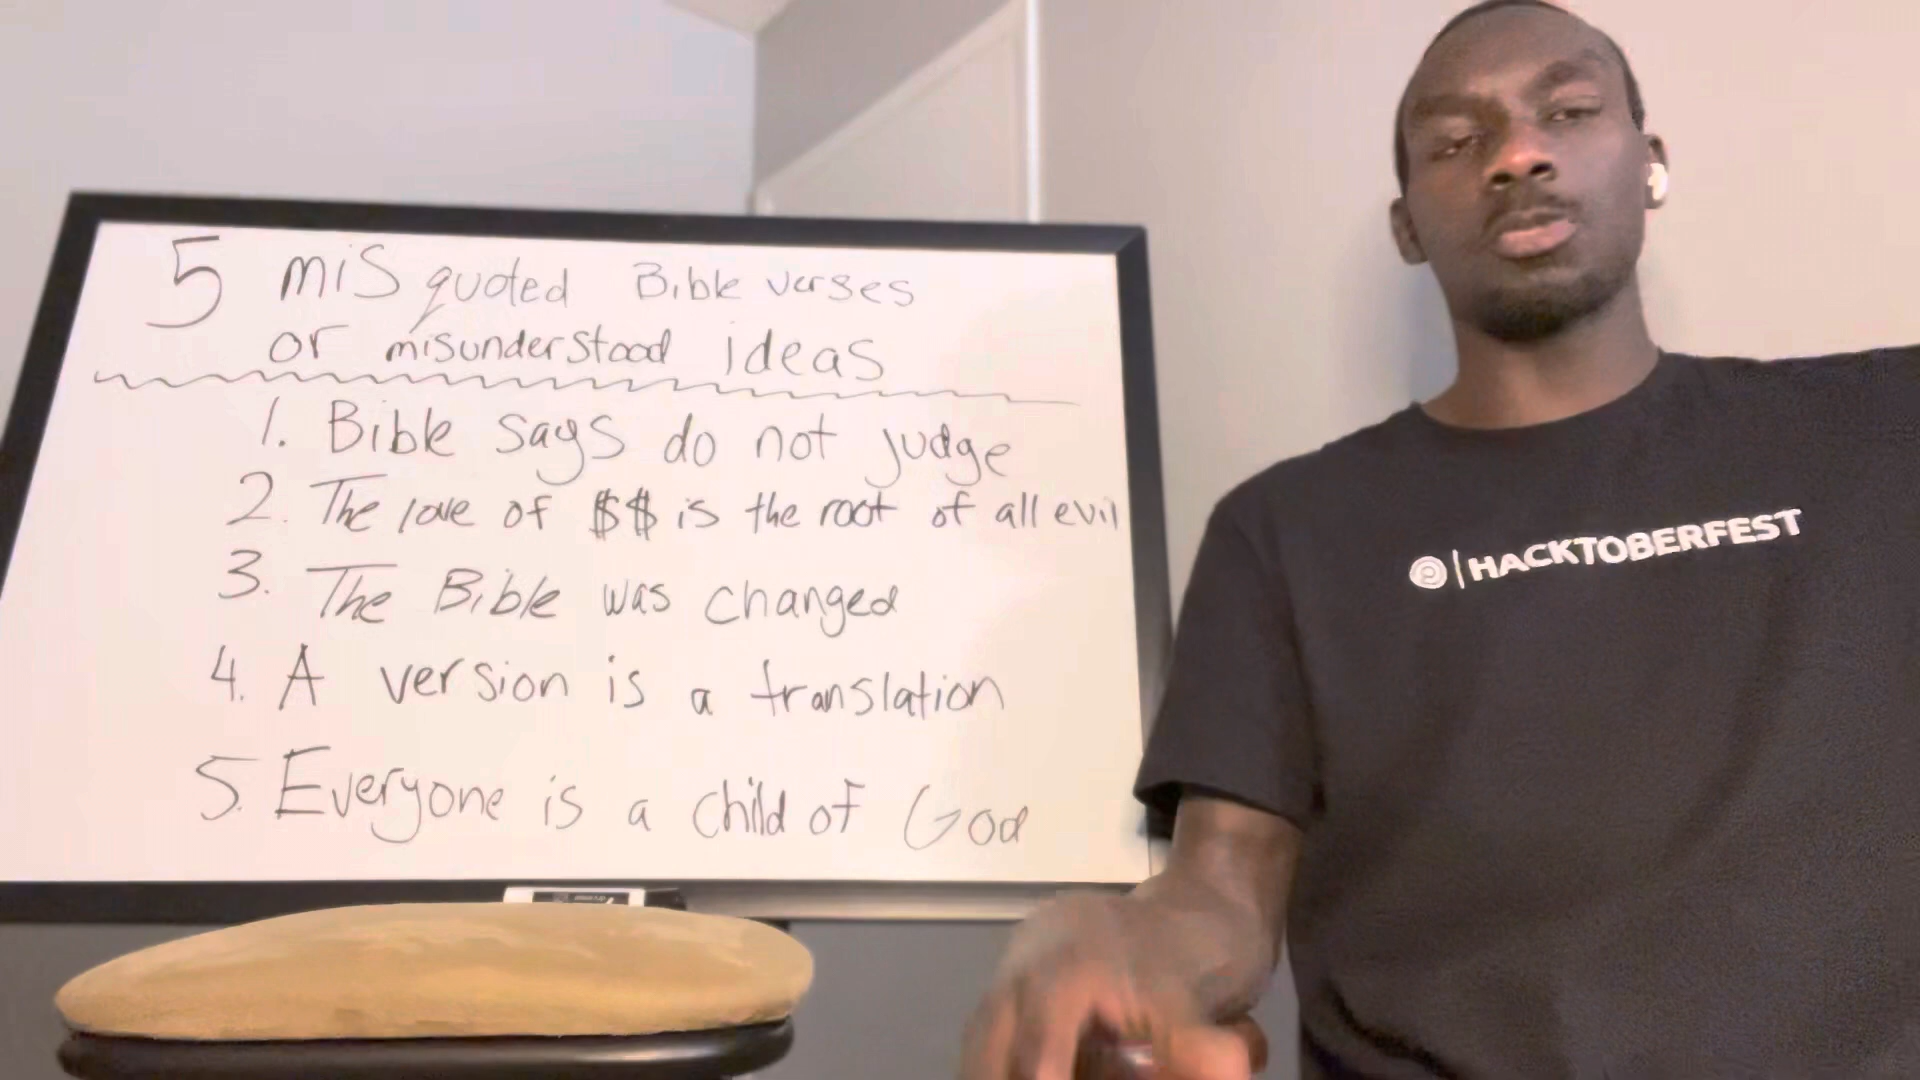 5 misquoted Bible verses
or misunderstood ideas
1. Bible says do not judge
2. The love of $$ is the root of all evil
3. The Bible was changed
4. A version is a translation
5. Everyone is a child of God
HACKTOBERFEST